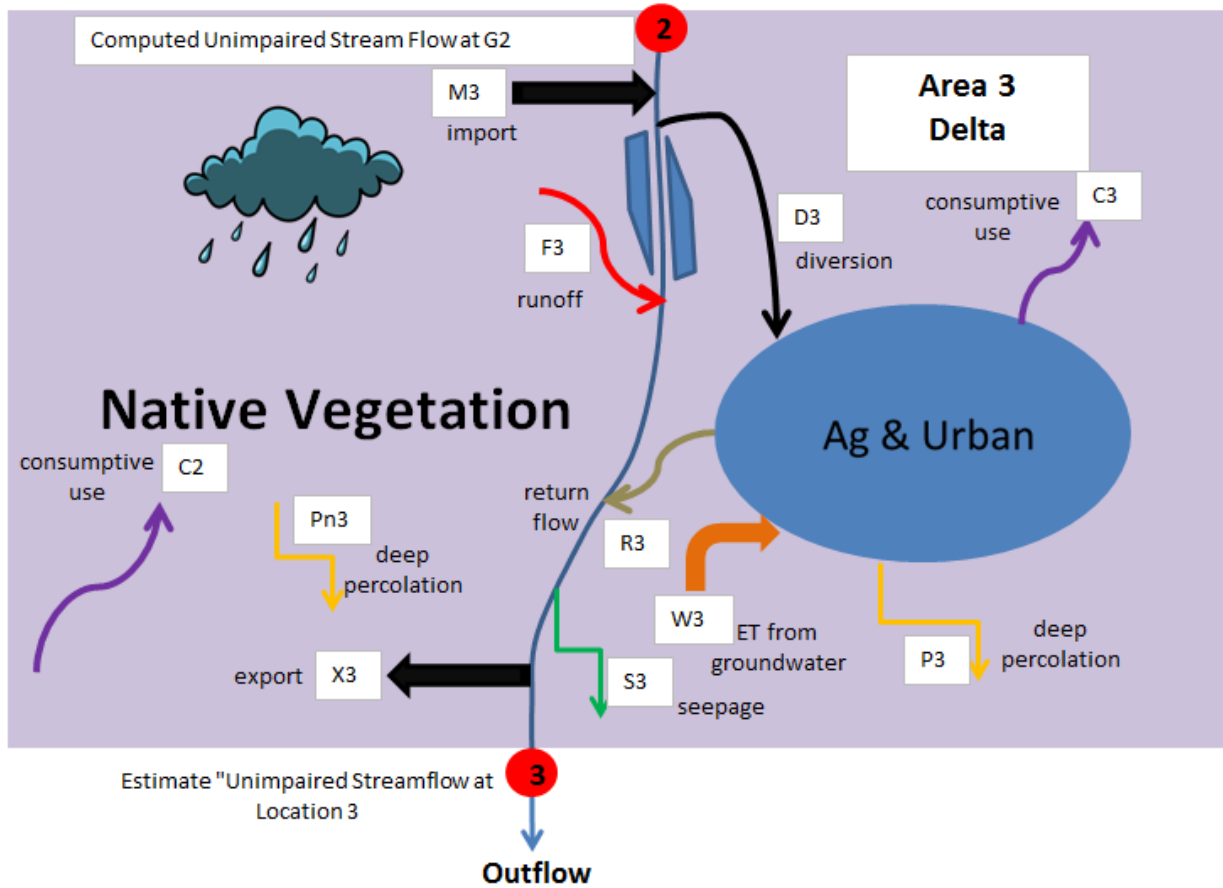 2
Computed Unimpaired Stream Flow at G2
M3
import
Area 3
Delta
C3
consumptive
use
D3
diversion
F3
runoff
Native Vegetation
Ag & Urban
consumptive
use
C2
Pn3
deep
percolation
return
flow
R3
W3
ET from
groundwater
P3
deep
percolation
export
X3
S3
seepage
3
Estimate "Unimpaired Streamflow at
Location 3
Outflow